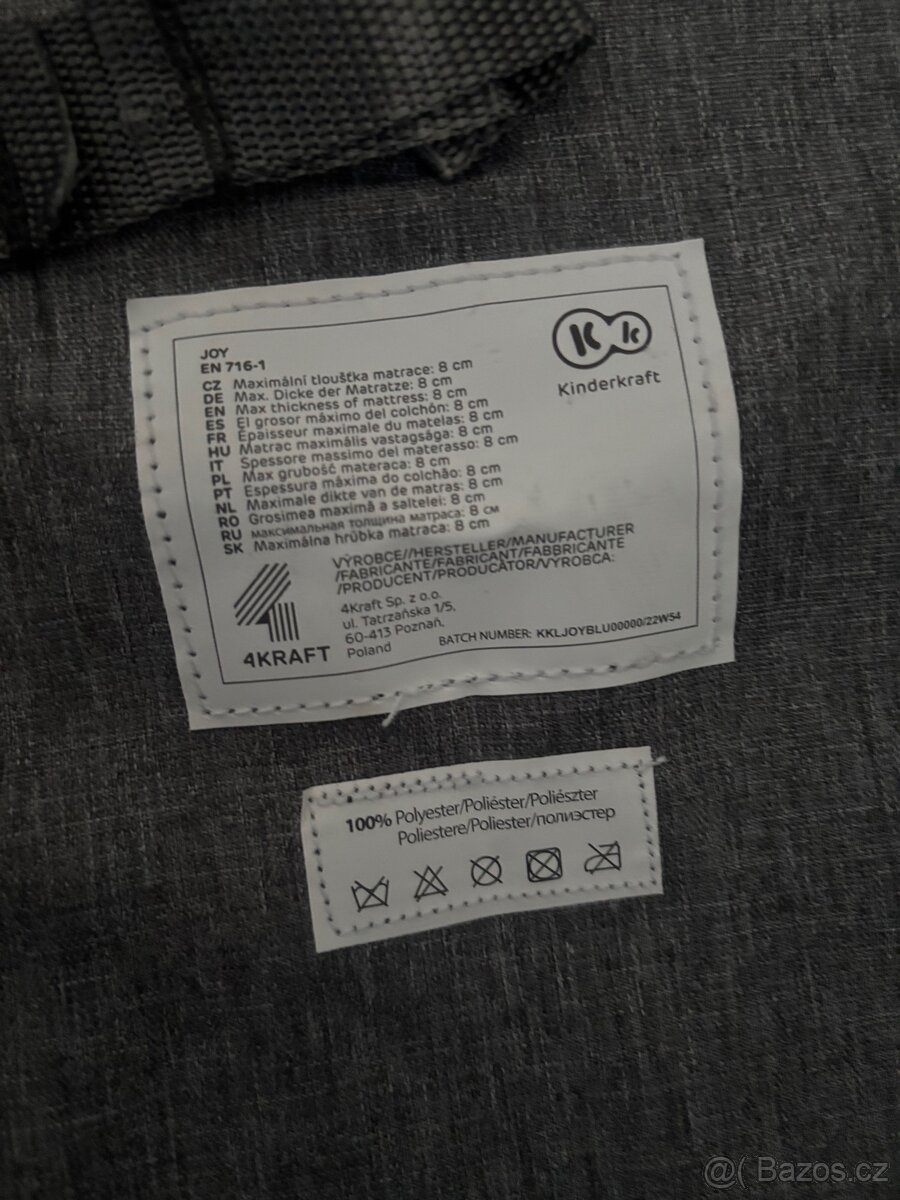 JOY
EN 716-1
CZ Maximální tloušťka matrace: 8 cm
DE Max. Dicke der Matratze: 8 cm
EN Max thickness of mattress: 8 cm
ES El grosor máximo del colchón: 8 cm
FR Épaisseur maximale du matelas: 8 cm
HU Matrac maximális vastagsága: 8 cm
IT Spessore massimo del materasso: 8 cm
PL Max grubość materaca: 8 cm
PT Espessura máxima do colchão: 8 cm
NL Maximale dikte van de matras: 8 cm
RO Grosimea maximă a saltelei: 8 cm
RU максимальная толщина матраса: 8 см
SK Maximálna hrúbka matraca: 8 cm
Kk
Kinderkraft
VÝROBCE//HERSTELLER/MANUFACTURER
/FABRICANTE/FABRICANT/FABBRICANTE
/PRODUCENT/PRODUCĂTOR/VÝROBCA:
4Kraft Sp. z o.o.
ul. Tatrzańska 1/5,
60-413 Poznań,
Poland
4KRAFT
BATCH NUMBER: KKLJOYBLU00000/22W54
100% Polyester/Poliéster/Poliészter
Poliestere/Poliester/полиэстер
@( Bazos.cz